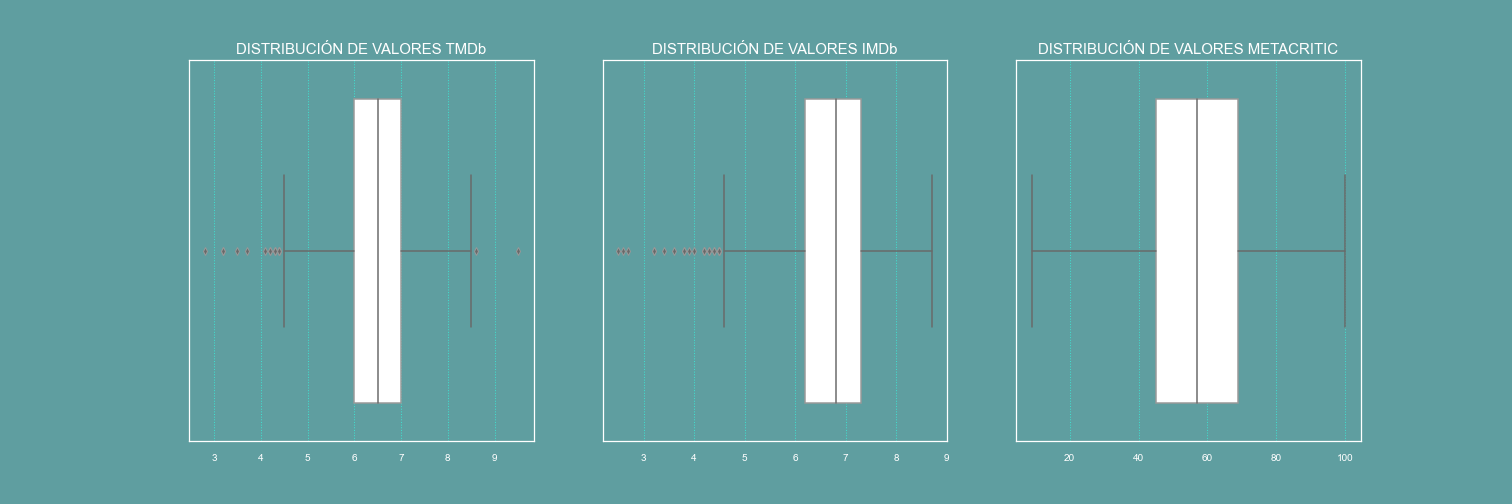 DISTRIBUCIÓN DE VALORES TMDb
3 4 5 6 7 8 9
DISTRIBUCIÓN DE VALORES IMDb
3 4 5 6 7 8 9
DISTRIBUCIÓN DE VALORES METACRITIC
20 40 60 80 100